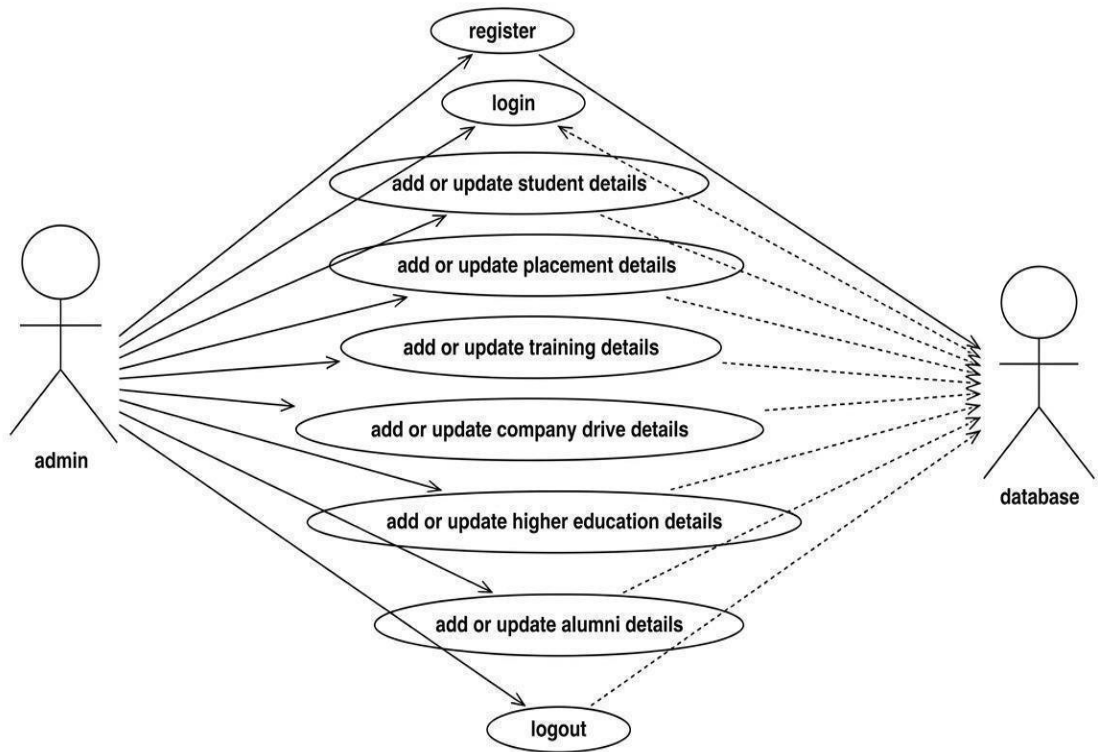 register
login
add or update student details
add or update placement details
add or update training details
add or update company drive details
admin
database
add or update higher education details
add or update alumni details
logout